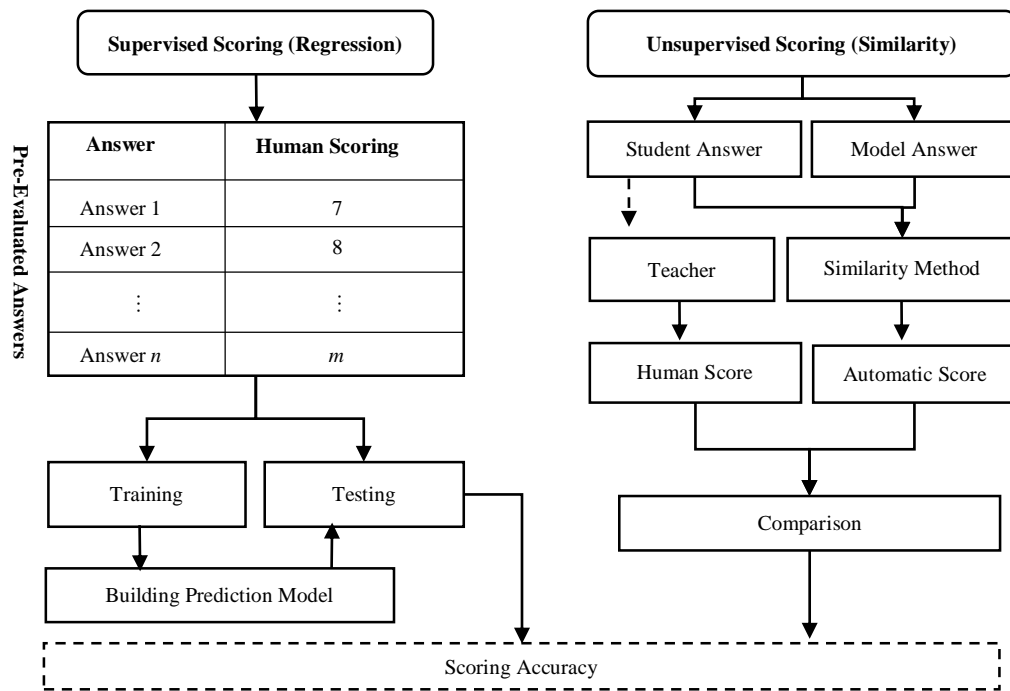 Supervised Scoring (Regression)
Pre-Evaluated Answers
Answer Human Scoring
Answer 1 7
Answer 2 8
⋮ ⋮
Answer n m
Training Testing
Building Prediction Model
Unsupervised Scoring (Similarity)
Student Answer Model Answer
Teacher Similarity Method
Human Score Automatic Score
Comparison
Scoring Accuracy